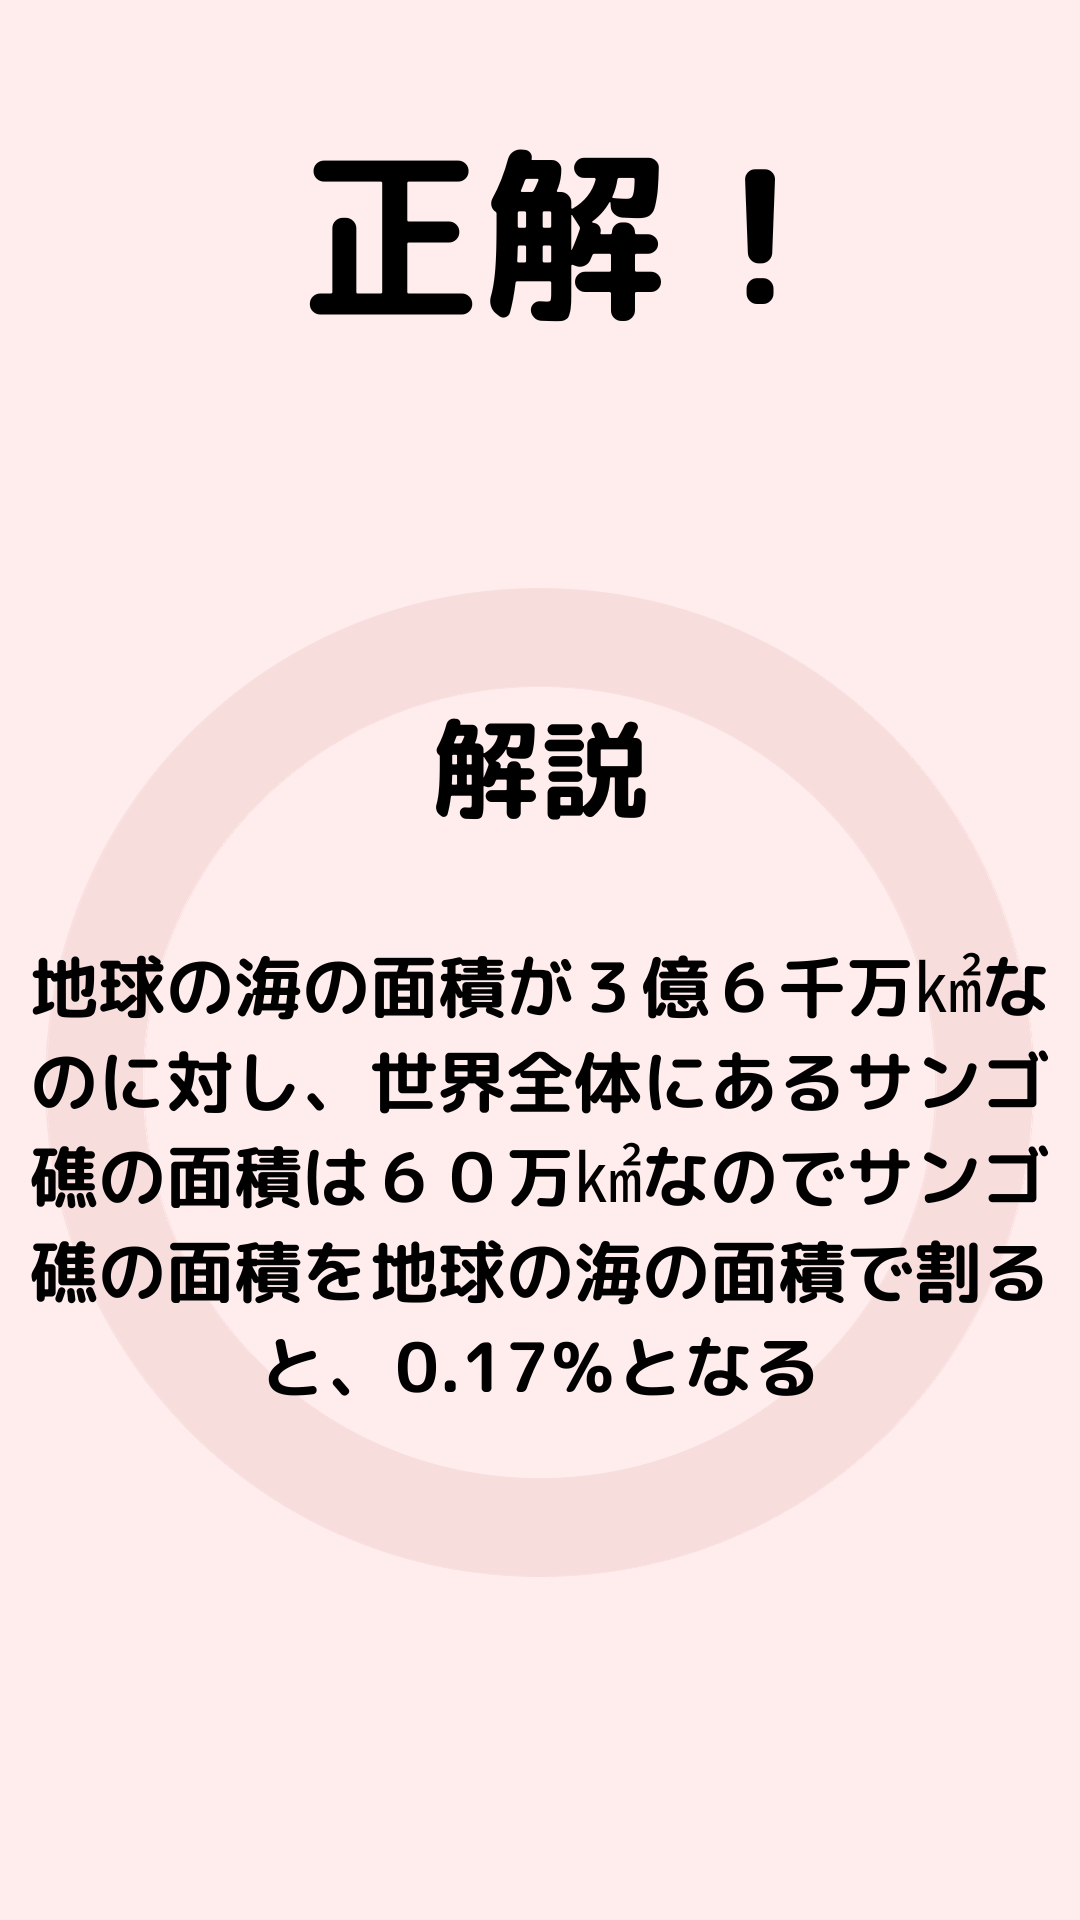 正解！
解説
地球の海の面積が３億６千万㎢な
のに対し、世界全体にあるサンゴ
礁の面積は６０万㎢なのでサンゴ
礁の面積を地球の海の面積で割る
と、0.17%となる